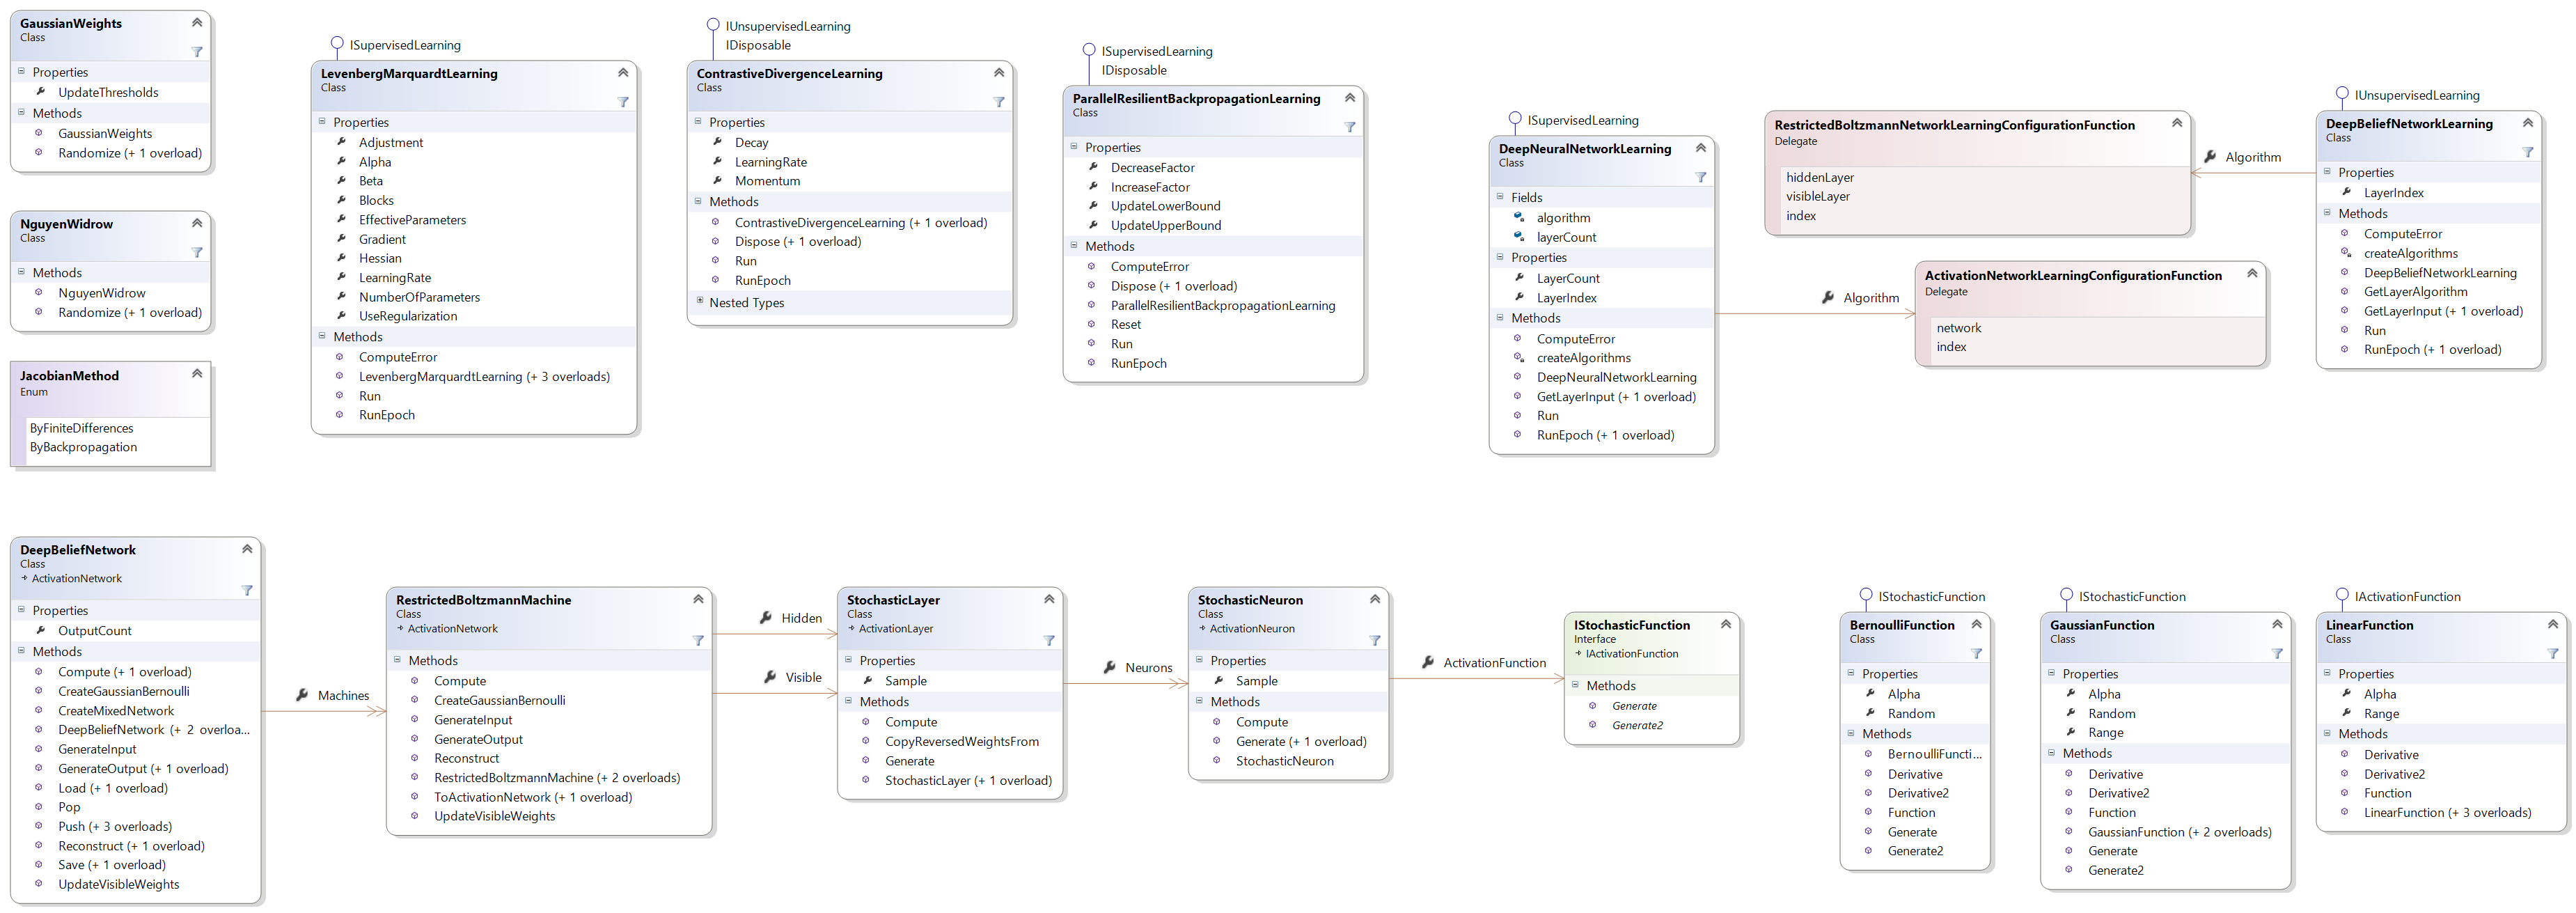 GaussianWeights
Class
Properties
UpdateThresholds
Methods
GaussianWeights
Randomize (+ 1 overload)
NguyenWidrow
Class
Methods
NguyenWidrow
Randomize (+ 1 overload)
JacobianMethod
Enum
ByFiniteDifferences
ByBackpropagation
ISupervisedLearning
LevenbergMarquardtLearning
Class
Properties
Adjustment
Alpha
Beta
Blocks
EffectiveParameters
Gradient
Hessian
LearningRate
NumberOfParameters
UseRegularization
Methods
ComputeError
LevenbergMarquardtLearning (+ 3 overloads)
Run
RunEpoch
IUnsupervisedLearning
IDisposable
ContrastiveDivergenceLearning
Class
Properties
Decay
LearningRate
Momentum
Methods
ContrastiveDivergenceLearning (+ 1 overload)
Dispose (+ 1 overload)
Run
RunEpoch
Nested Types
ISupervisedLearning
IDisposable
ParallelResilientBackpropagationLearning
Class
Properties
DecreaseFactor
IncreaseFactor
UpdateLowerBound
UpdateUpperBound
Methods
ComputeError
Dispose (+ 1 overload)
ParallelResilientBackpropagationLearning
Reset
Run
RunEpoch
ISupervisedLearning
DeepNeuralNetworkLearning
Class
Fields
algorithm
layerCount
Properties
LayerCount
LayerIndex
Methods
ComputeError
createAlgorithms
DeepNeuralNetworkLearning
GetLayerInput (+ 1 overload)
Run
RunEpoch (+ 1 overload)
Algorithm
RestrictedBoltzmannNetworkLearningConfigurationFunction
Delegate
hiddenLayer
visibleLayer
index
ActivationNetworkLearningConfigurationFunction
Delegate
network
index
Algorithm
IUnsupervisedLearning
DeepBeliefNetworkLearning
Class
Properties
LayerIndex
Methods
ComputeError
createAlgorithms
DeepBeliefNetworkLearning
GetLayerAlgorithm
GetLayerInput (+ 1 overload)
Run
RunEpoch (+ 1 overload)
DeepBeliefNetwork
Class
ActivationNetwork
Properties
OutputCount
Methods
Compute (+ 1 overload)
CreateGaussianBernoulli
CreateMixedNetwork
DeepBeliefNetwork (+ 2 overloa...
GenerateInput
GenerateOutput (+ 1 overload)
Load (+ 1 overload)
Pop
Push (+ 3 overloads)
Reconstruct (+ 1 overload)
Save (+ 1 overload)
UpdateVisibleWeights
Machines
RestrictedBoltzmannMachine
Class
ActivationNetwork
Methods
Compute
CreateGaussianBernoulli
GenerateInput
GenerateOutput
Reconstruct
RestrictedBoltzmannMachine (+ 2 overloads)
ToActivationNetwork (+ 1 overload)
UpdateVisibleWeights
Hidden
Visible
StochasticLayer
Class
ActivationLayer
Properties
Sample
Methods
Compute
CopyReversedWeightsFrom
Generate
StochasticLayer (+ 1 overload)
Neurons
StochasticNeuron
Class
ActivationNeuron
Properties
Sample
Methods
Compute
Generate (+ 1 overload)
StochasticNeuron
ActivationFunction
IStochasticFunction
Interface
IActivationFunction
Methods
Generate
Generate2
IStochasticFunction
BernoulliFunction
Class
Properties
Alpha
Random
Methods
BernoulliFuncti...
Derivative
Derivative2
Function
Generate
Generate2
IStochasticFunction
GaussianFunction
Class
Properties
Alpha
Random
Range
Methods
Derivative
Derivative2
Function
GaussianFunction (+ 2 overloads)
Generate
Generate2
IActivationFunction
LinearFunction
Class
Properties
Alpha
Range
Methods
Derivative
Derivative2
Function
LinearFunction (+ 3 overloads)